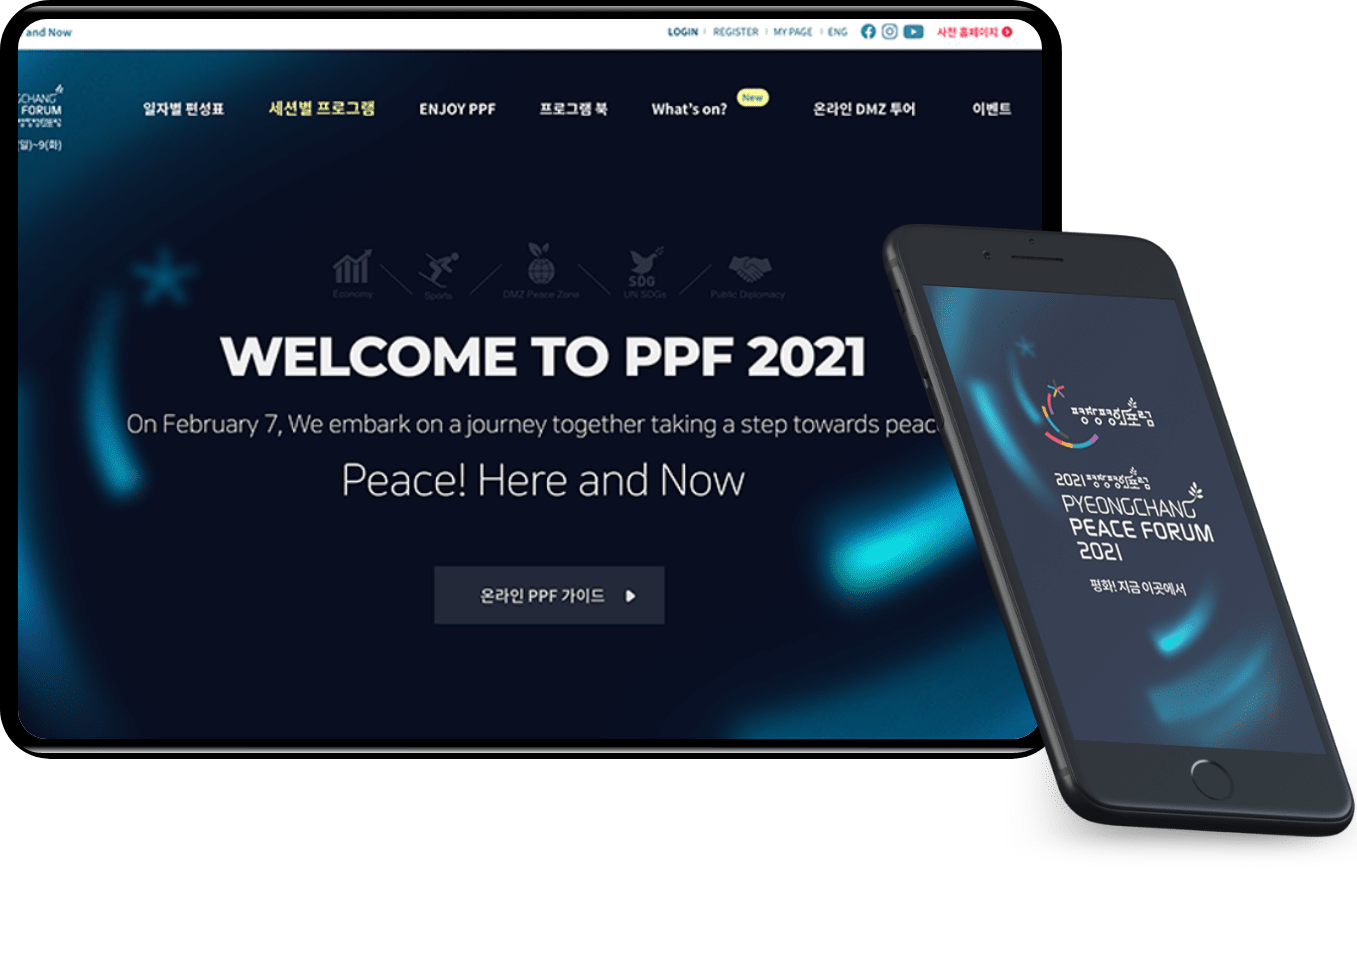 and Now
LOGIN REGISTER MY PAGE ENG 사전 홈페이지
GCHANG
FORUM
(일)~9(화)
일자별 편성표 세션별 프로그램 ENJOY PPF 프로그램 북 What's on? New 온라인 DMZ 투어 이벤트
Economy Sports DMZ Peace Zone SDG UN SDGs Public Diplomacy
WELCOME TO PPF 2021
On February 7, We embark on a journey together taking a step towards peac
Peace! Here and Now
온라인 PPF 가이드
평창평화포럼
2021 평창평화포럼
PYEONGCHANG
PEACE FORUM
2021
평화! 지금 이곳에서